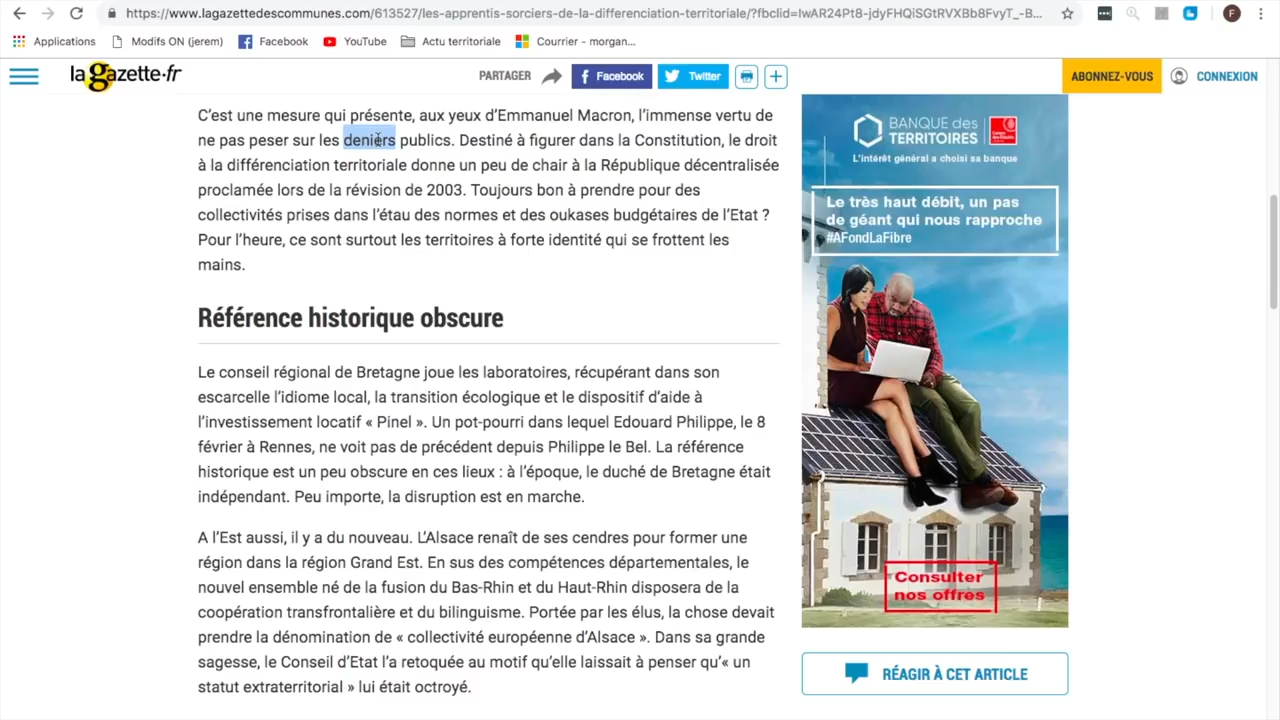 https://www.lagazettedescommunes.com/613527/les-apprentis-sorciers-de-la-differenciation-territoriale/?fbclid=IwAR24Pt8-jdyFHQiSGtRVXBb8FvyT_-B...
F
Applications
Modifs ON (jerem)
Facebook
YouTube
Actu territoriale
Courrier - morgan...
la gazette.fr
PARTAGER
Facebook
Twitter
ABONNEZ-VOUS
CONNEXION
C'est une mesure qui présente, aux yeux d'Emmanuel Macron, l'immense vertu de
ne pas peser sur les deniers publics. Destiné à figurer dans la Constitution, le droit
à la différenciation territoriale donne un peu de chair à la République décentralisée
proclamée lors de la révision de 2003. Toujours bon à prendre pour des
collectivités prises dans l'étau des normes et des oukases budgétaires de l'Etat ?
Pour l'heure, ce sont surtout les territoires à forte identité qui se frottent les
mains.
Référence historique obscure
Le conseil régional de Bretagne joue les laboratoires, récupérant dans son
escarcelle l'idiome local, la transition écologique et le dispositif d'aide à
l'investissement locatif « Pinel ». Un pot-pourri dans lequel Edouard Philippe, le 8
février à Rennes, ne voit pas de précédent depuis Philippe le Bel. La référence
historique est un peu obscure en ces lieux : à l'époque, le duché de Bretagne était
indépendant. Peu importe, la disruption est en marche.
A l'Est aussi, il y a du nouveau. L'Alsace renaît de ses cendres pour former une
région dans la région Grand Est. En sus des compétences départementales, le
nouvel ensemble né de la fusion du Bas-Rhin et du Haut-Rhin disposera de la
coopération transfrontalière et du bilinguisme. Portée par les élus, la chose devait
prendre la dénomination de « collectivité européenne d'Alsace ». Dans sa grande
sagesse, le Conseil d'Etat l'a retoquée au motif qu'elle laissait à penser qu'« un
statut extraterritorial » lui était octroyé.
BANQUE des
TERRITOIRES
L'intérêt général a choisi sa banque
Le très haut débit, un pas
de géant qui nous rapproche
#AFondLaFibre
Consulter
nos offres
RÉAGIR À CET ARTICLE